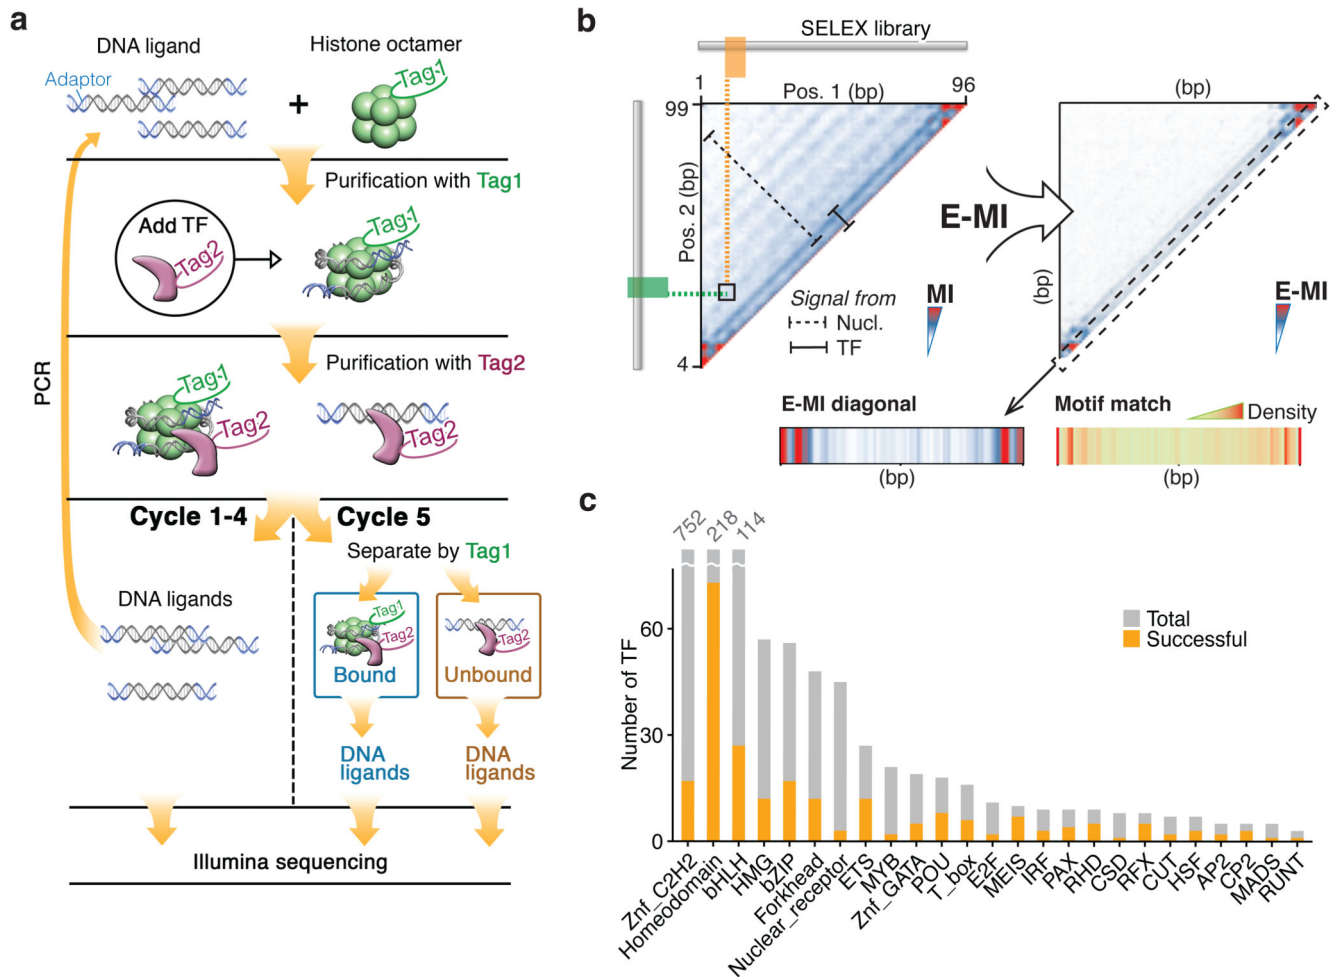 a
DNA ligand
Histone octamer
Adaptor
Tag1
+
Purification with Tag1
Add TF
Tag2
Tag1
Purification with Tag2
PCR
Tag1
Tag2
Tag2
Cycle 1-4
Cycle 5
Separate by Tag1
DNA ligands
Tag1
Tag2
Bound
Tag2
Unbound
DNA
ligands
DNA
ligands
Illumina sequencing
b
SELEX library
1
96
Pos. 1 (bp)
99
Pos. 2 (bp)
4
Signal from
Nucl.
TF
MI
E-MI
(bp)
(bp)
E-MI
E-MI diagonal
(bp)
Motif match
Density
(bp)
c
752
218
114
Total
Successful
Number of TF
60
30
0
Znf_C2H2
Homeodomain
bHLH
HMG
bZIP
Forkhead
Nuclear_receptor
ETS
MYB
Znf_GATA
POU
T_box
E2F
MEIS
IRF
PAX
RHD
CSD
RFX
CUT
HSF
AP2
CP2
MADS
RUNT